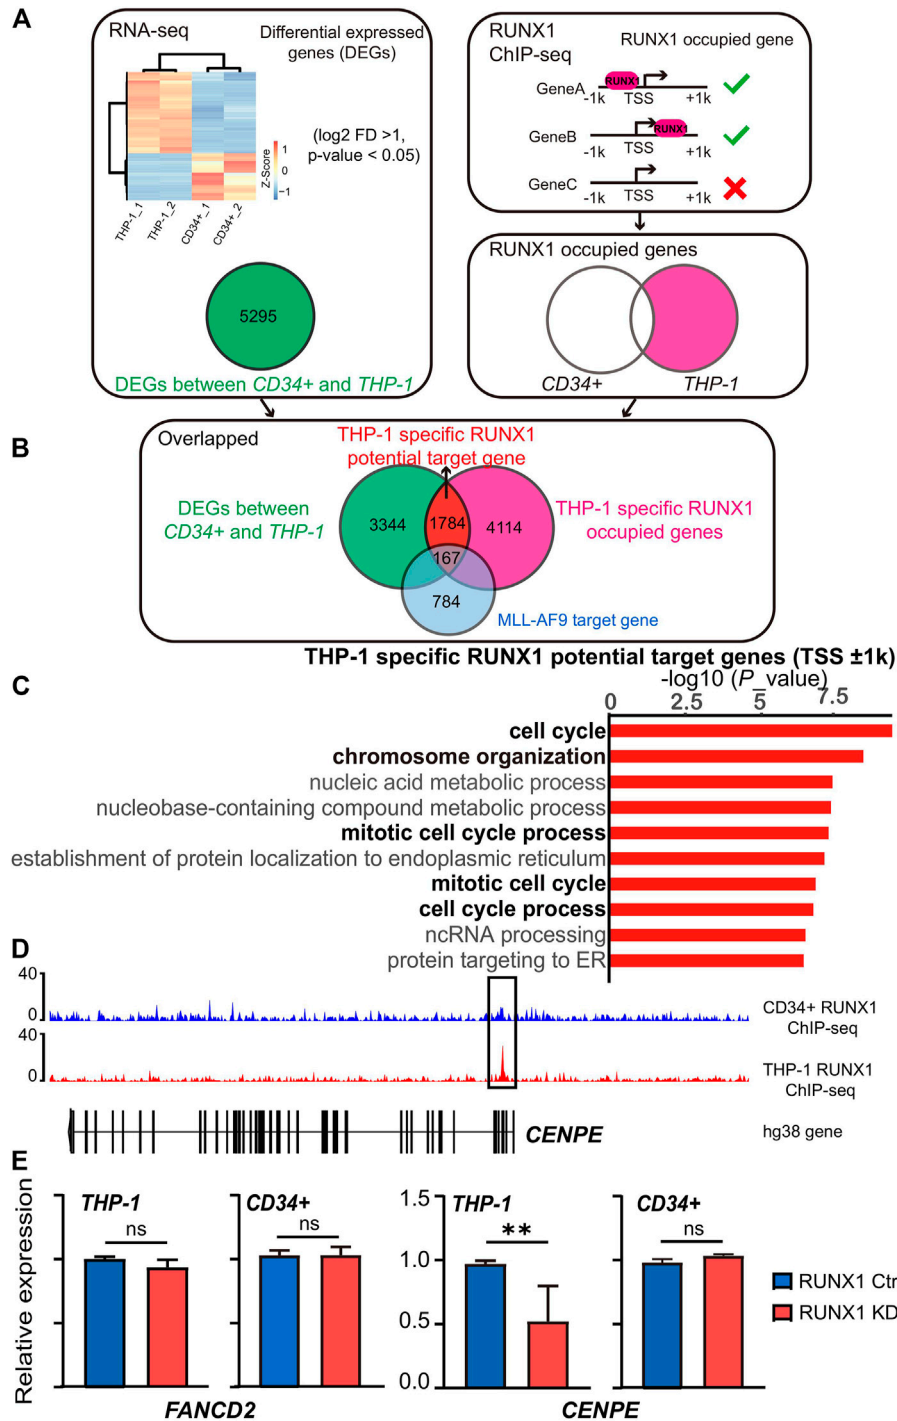 A
RNA-seq
Differential expressed
genes (DEGs)
(log2 FD >1,
p-value < 0.05)
Z-Score
1
0
−1
THP-1_1
THP-1_2
CD34+_1
CD34+_2
5295
DEGs between CD34+ and THP-1
RUNX1
ChIP-seq
RUNX1 occupied gene
GeneA
RUNX1
-1k
TSS
+1k
GeneB
RUNX1
-1k
TSS
+1k
GeneC
-1k
TSS
+1k
RUNX1 occupied genes
CD34+
THP-1
B
Overlapped
THP-1 specific RUNX1
potential target gene
DEGs between
CD34+ and THP-1
3344
1784
4114
THP-1 specific RUNX1
occupied genes
167
784
MLL-AF9 target gene
THP-1 specific RUNX1 potential target genes (TSS ±1k)
C
-log10 (P_value)
0
2.5
5
7.5
cell cycle
chromosome organization
nucleic acid metabolic process
nucleobase-containing compound metabolic process
mitotic cell cycle process
establishment of protein localization to endoplasmic reticulum
mitotic cell cycle
cell cycle process
ncRNA processing
protein targeting to ER
D
40
0
CD34+ RUNX1
ChIP-seq
40
0
THP-1 RUNX1
ChIP-seq
CENPE
hg38 gene
E
Relative expression
THP-1
ns
CD34+
ns
FANCD2
1.5
1.0
0.5
0.0
THP-1
**
CD34+
ns
CENPE
RUNX1 Ctr
RUNX1 KD